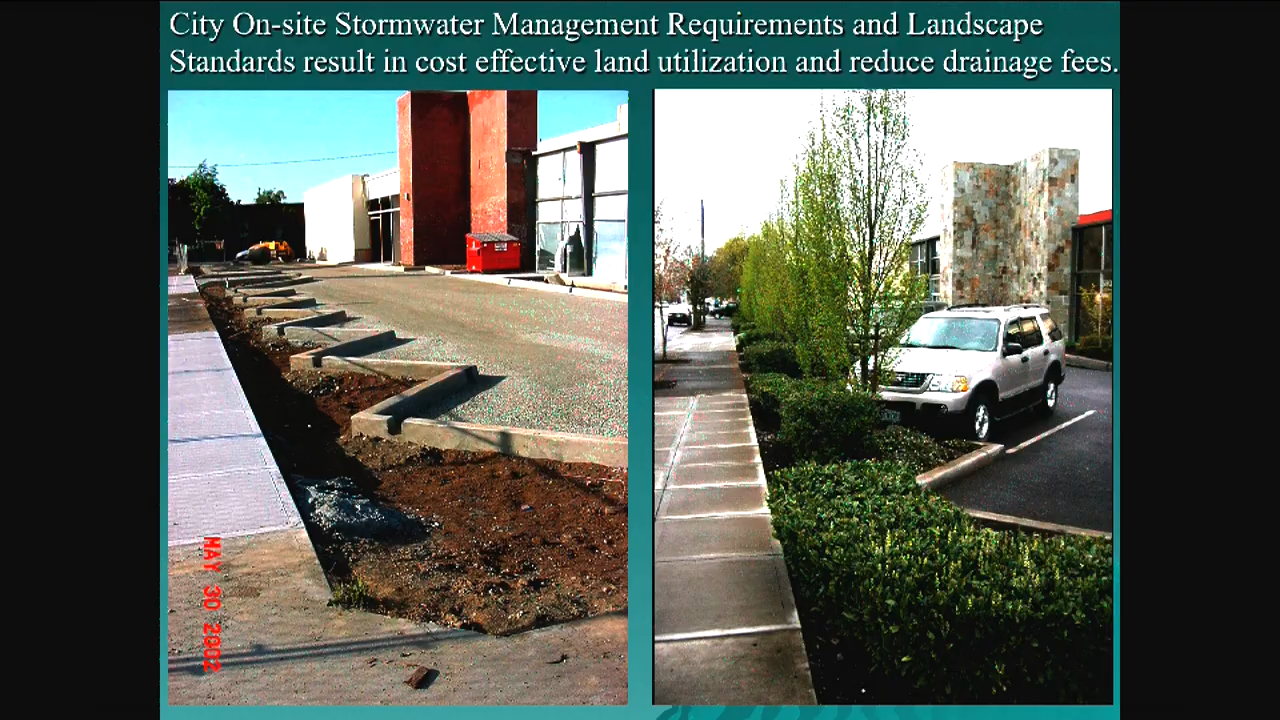 City On-site Stormwater Management Requirements and Landscape
Standards result in cost effective land utilization and reduce drainage fees.
MAY 30 2002